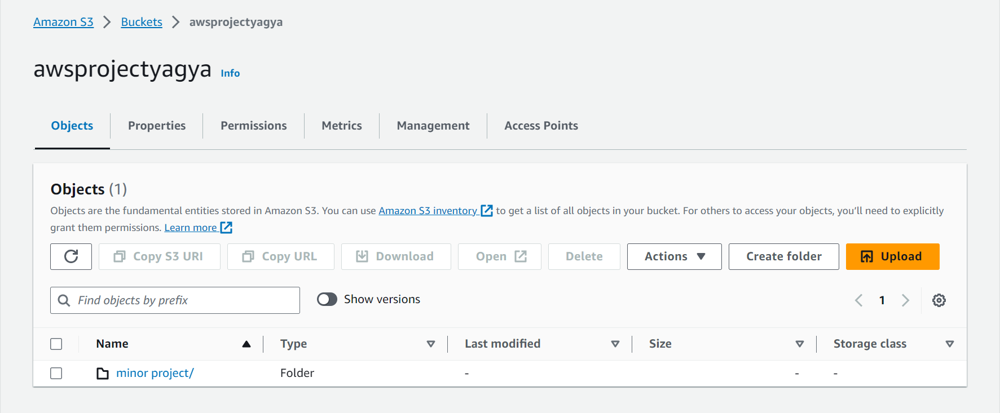 Amazon S3 > Buckets > awsprojectyagya
awsprojectyagya Info
Objects Properties Permissions Metrics Management Access Points
Objects (1)
Objects are the fundamental entities stored in Amazon S3. You can use Amazon S3 inventory to get a list of all objects in your bucket. For others to access your objects, you’ll need to explicitly
grant them permissions. Learn more
Copy S3 URI Copy URL Download Open Delete Actions Create folder Upload
Find objects by prefix Show versions 1
Name Type Last modified Size Storage class
minor project/ Folder - - -